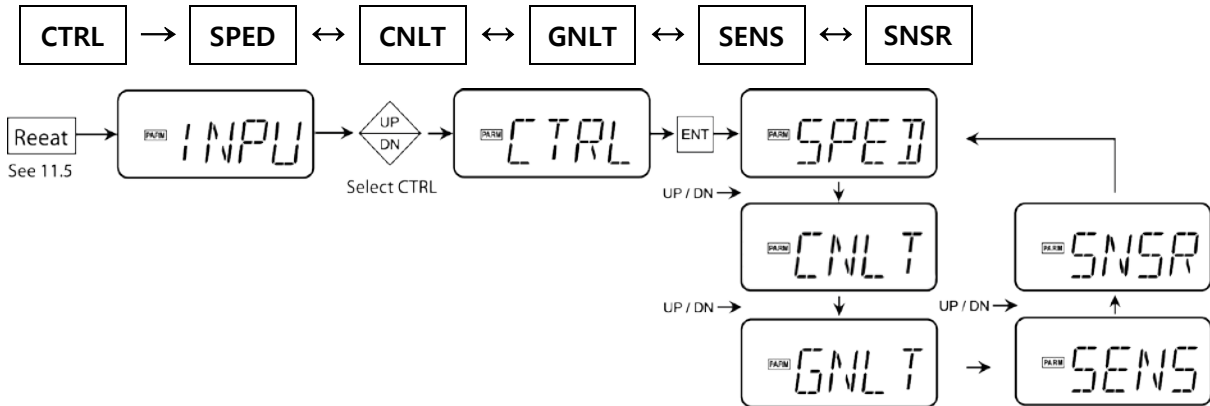 CTRL → SPED ↔ CNLT ↔ GNLT ↔ SENS ↔ SNSR
Reeat
See 11.5
PARM INPU
UP
DN
Select CTRL
PARM CTRL
ENT
PARM SPED
UP / DN
PARM CNLT
PARM SNSR
UP / DN
UP / DN
PARM GNLT
PARM SENS